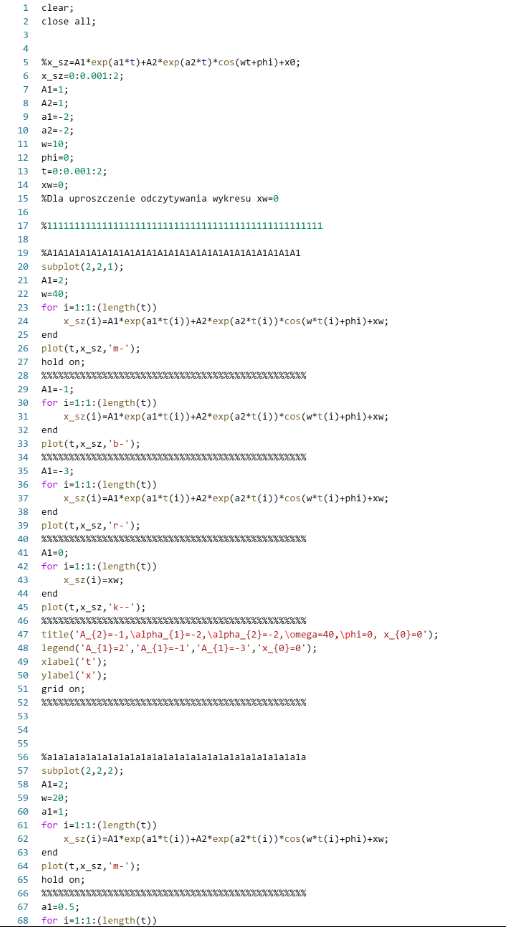 1 clear;
2 close all;
3
4
5 %x_sz=A1*exp(a1*t)+A2*exp(a2*t)*cos(wt+phi)+x0;
6 x_sz=0:0.001:2;
7 A1=1;
8 A2=1;
9 a1=-2;
10 a2=-2;
11 w=10;
12 phi=0;
13 t=0:0.001:2;
14 xw=0;
15 %Dla uproszczenie odczytywania wykresu xw=0
16
17 %11111111111111111111111111111111111111111111111111
18
19 %A1A1A1A1A1A1A1A1A1A1A1A1A1A1A1A1A1A1A1A1A1A1A1
20 subplot(2,2,1);
21 A1=2;
22 w=40;
23 for i=1:1:(length(t))
24 x_sz(i)=A1*exp(a1*t(i))+A2*exp(a2*t(i))*cos(w*t(i)+phi)+xw;
25 end
26 plot(t,x_sz,'m-');
27 hold on;
28 %%%%%%%%%%%%%%%%%%%%%%%%%%%%%%%%%%%%%%%%%%%%%%%%
29 A1=-1;
30 for i=1:1:(length(t))
31 x_sz(i)=A1*exp(a1*t(i))+A2*exp(a2*t(i))*cos(w*t(i)+phi)+xw;
32 end
33 plot(t,x_sz,'b-');
34 %%%%%%%%%%%%%%%%%%%%%%%%%%%%%%%%%%%%%%%%%%%%%%%%
35 A1=-3;
36 for i=1:1:(length(t))
37 x_sz(i)=A1*exp(a1*t(i))+A2*exp(a2*t(i))*cos(w*t(i)+phi)+xw;
38 end
39 plot(t,x_sz,'r-');
40 %%%%%%%%%%%%%%%%%%%%%%%%%%%%%%%%%%%%%%%%%%%%%%%%
41 A1=0;
42 for i=1:1:(length(t))
43 x_sz(i)=xw;
44 end
45 plot(t,x_sz,'k--');
46 %%%%%%%%%%%%%%%%%%%%%%%%%%%%%%%%%%%%%%%%%%%%%%%%
47 title('A_{2}=-1,\alpha_{1}=-2,\alpha_{2}=-2,\omega=40,\phi=0, x_{0}=0');
48 legend('A_{1}=2','A_{1}=-1','A_{1}=-3','x_{0}=0');
49 xlabel('t');
50 ylabel('x');
51 grid on;
52 %%%%%%%%%%%%%%%%%%%%%%%%%%%%%%%%%%%%%%%%%%%%%%%%
53
54
55
56 %a1a1a1a1a1a1a1a1a1a1a1a1a1a1a1a1a1a1a1a1a1a1a1a
57 subplot(2,2,2);
58 A1=2;
59 w=20;
60 a1=1;
61 for i=1:1:(length(t))
62 x_sz(i)=A1*exp(a1*t(i))+A2*exp(a2*t(i))*cos(w*t(i)+phi)+xw;
63 end
64 plot(t,x_sz,'m-');
65 hold on;
66 %%%%%%%%%%%%%%%%%%%%%%%%%%%%%%%%%%%%%%%%%%%%%%%%
67 a1=0.5;
68 for i=1:1:(length(t))